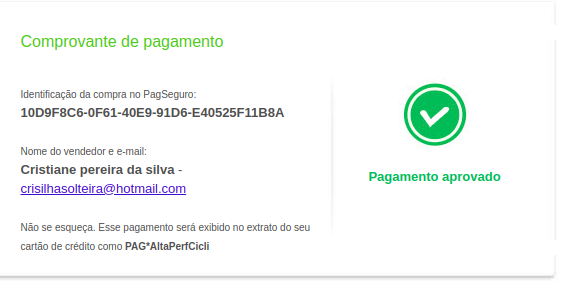 Comprovante de pagamento
Identificação da compra no PagSeguro:
10D9F8C6-0F61-40E9-91D6-E40525F11B8A
Nome do vendedor e e-mail:
Cristiane pereira da silva -
crisilhasolteira@hotmail.com
Não se esqueça. Esse pagamento será exibido no extrato do seu
cartão de crédito como PAG*AltaPerfCicli
Pagamento aprovado